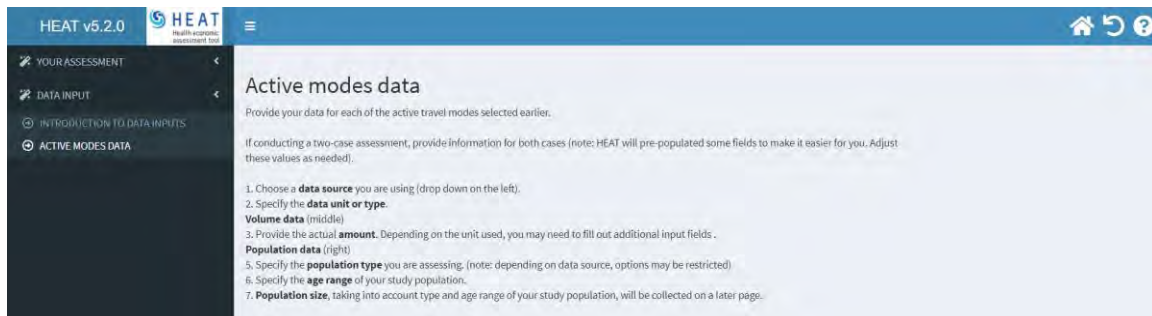 HEAT v5.2.0
HEAT
Health economic
assessment tool
YOUR ASSESSMENT
DATA INPUT
INTRODUCTION TO DATA INPUTS
ACTIVE MODES DATA
Active modes data
Provide your data for each of the active travel modes selected earlier.
If conducting a two-case assessment, provide information for both cases (note: HEAT will pre-populated some fields to make it easier for you. Adjust
these values as needed).
1. Choose a data source you are using (drop down on the left).
2. Specify the data unit or type.
Volume data (middle)
3. Provide the actual amount. Depending on the unit used, you may need to fill out additional input fields .
Population data (right)
5. Specify the population type you are assessing. (note: depending on data source, options may be restricted)
6. Specify the age range of your study population.
7. Population size, taking into account type and age range of your study population, will be collected on a later page.